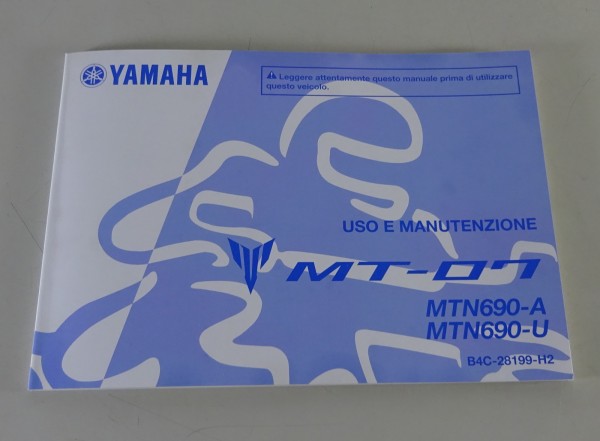 YAMAHA
⚠ Leggere attentamente questo manuale prima di utilizzare
questo veicolo.
USO E MANUTENZIONE
MT-07
MTN690-A
MTN690-U
B4C-28199-H2